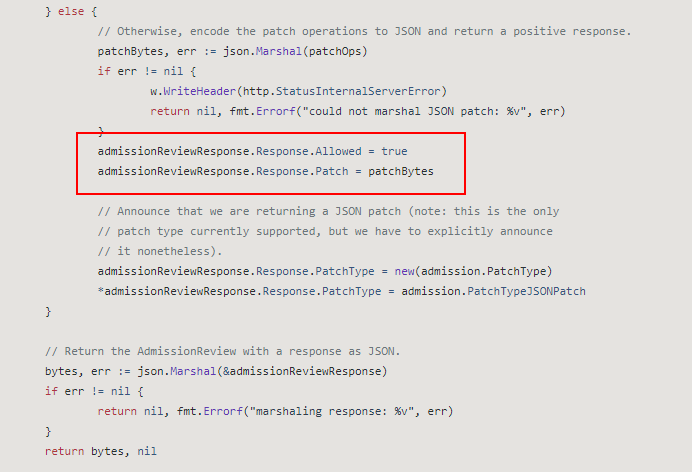 } else {
// Otherwise, encode the patch operations to JSON and return a positive response.
patchBytes, err := json.Marshal(patchOps)
if err != nil {
w.WriteHeader(http.StatusInternalServerError)
return nil, fmt.Errorf("could not marshal JSON patch: %v", err)
}
admissionReviewResponse.Response.Allowed = true
admissionReviewResponse.Response.Patch = patchBytes
// Announce that we are returning a JSON patch (note: this is the only
// patch type currently supported, but we have to explicitly announce
// it nonetheless).
admissionReviewResponse.Response.PatchType = new(admission.PatchType)
*admissionReviewResponse.Response.PatchType = admission.PatchTypeJSONPatch
}
// Return the AdmissionReview with a response as JSON.
bytes, err := json.Marshal(&admissionReviewResponse)
if err != nil {
return nil, fmt.Errorf("marshaling response: %v", err)
}
return bytes, nil